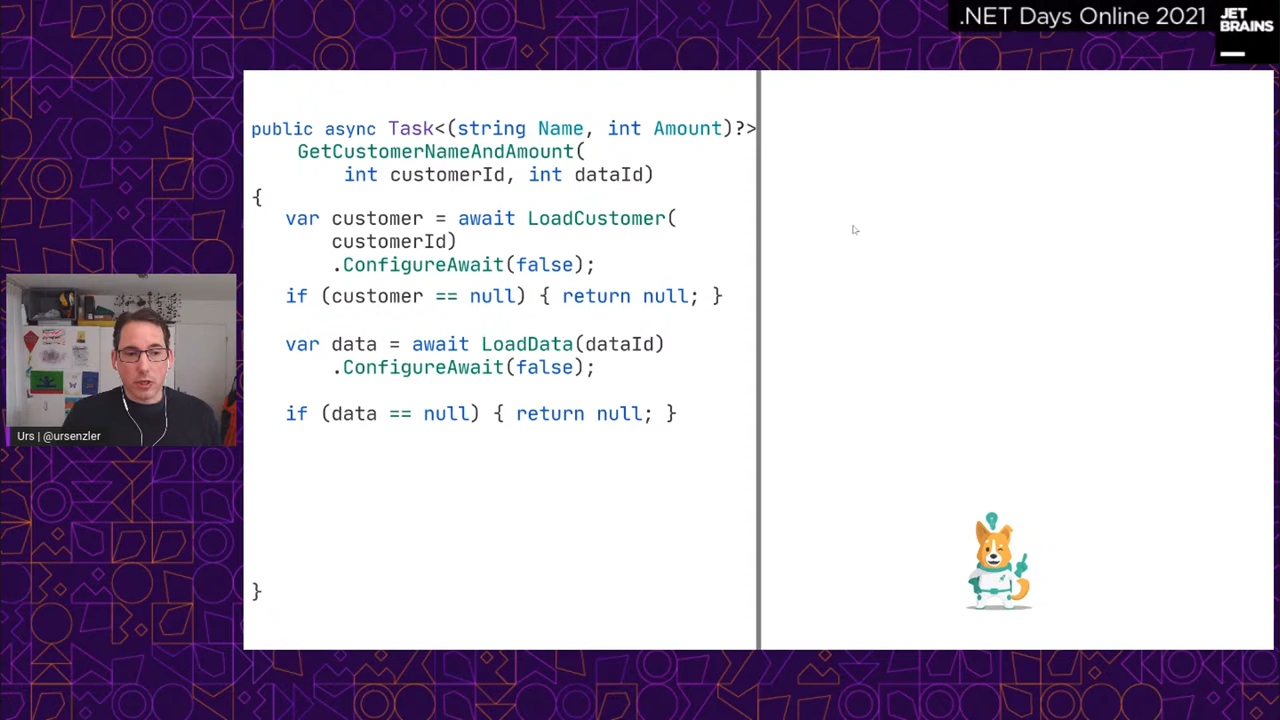 .NET Days Online 2021
JET
BRAINS
public async Task<(string Name, int Amount)?>
GetCustomerNameAndAmount(
int customerId, int dataId)
{
var customer = await LoadCustomer(
customerId)
.ConfigureAwait(false);
if (customer == null) { return null; }
var data = await LoadData(dataId)
.ConfigureAwait(false);
if (data == null) { return null; }
}
Urs | @ursenzler